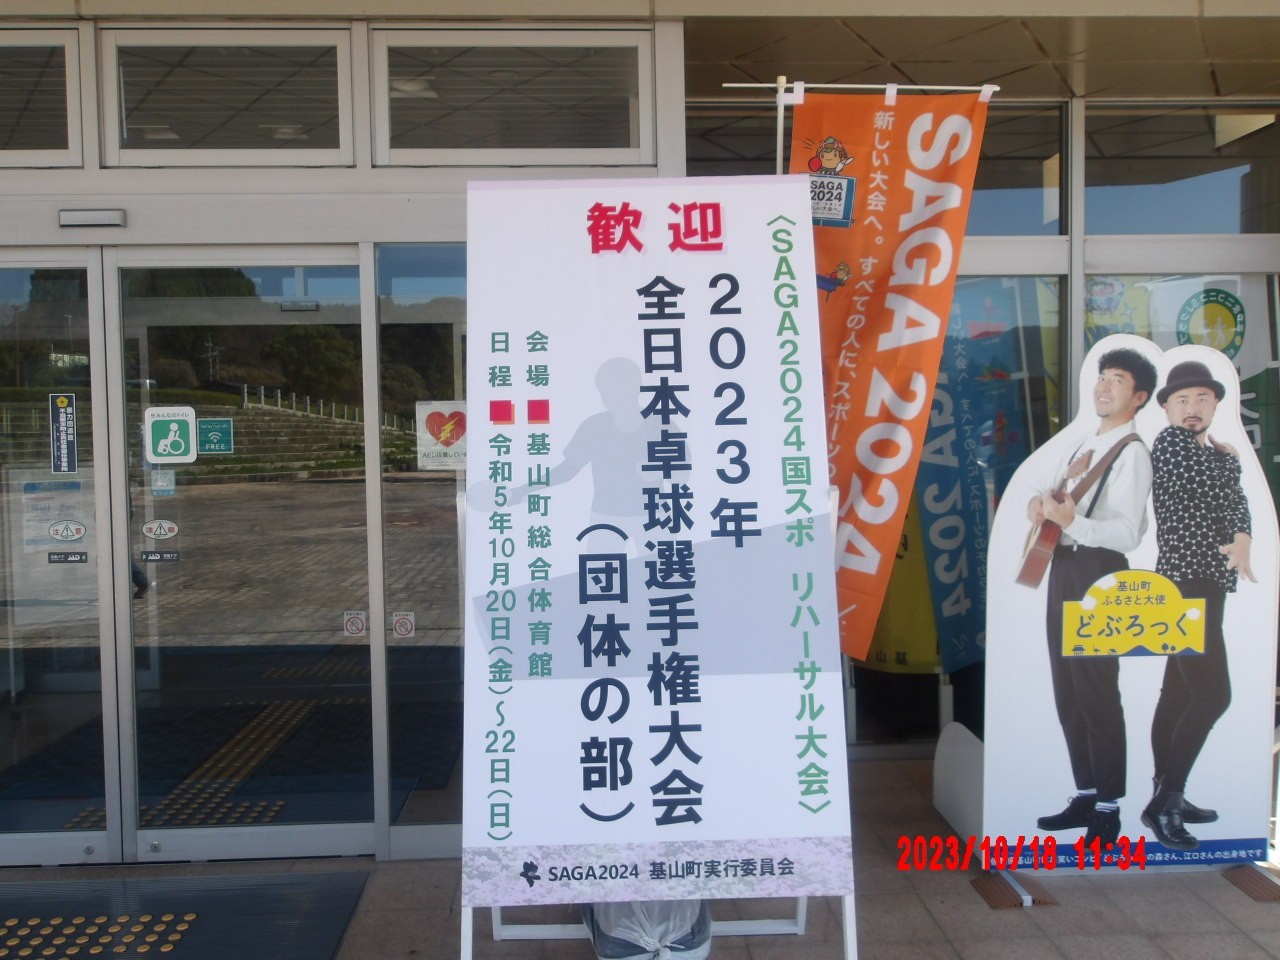 歓迎
〈SAGA2024国スポ リハーサル大会〉
2023年
全日本卓球選手権大会
(団体の部)
会場■基山町総合体育館
日程■令和5年10月20日(金)~22日(日)
SAGA2024 基山町実行委員会
SAGA 2024
新しい大会へ。すべての人に、スポーツの
SAGA
2024
基山町
ふるさと大使
どぶろっく
FREE
2023/10/18 11:34